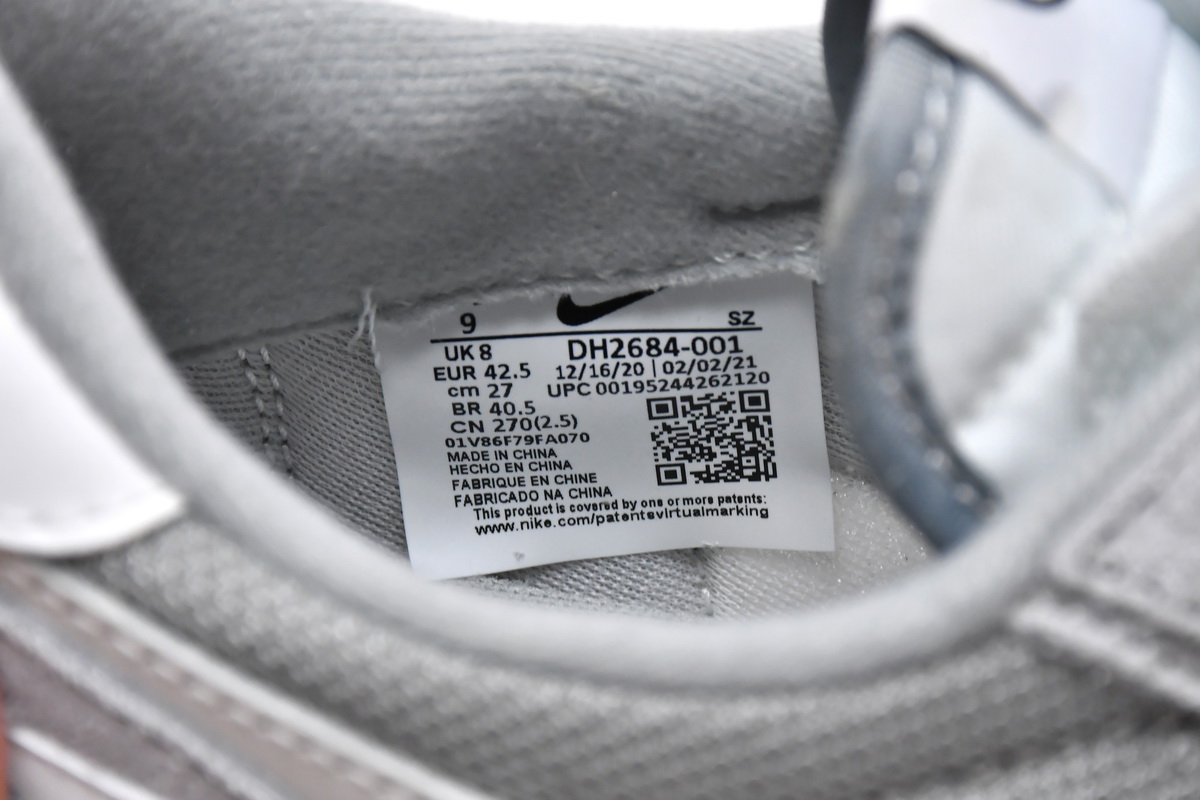 9 SZ
UK 8 DH2684-001
EUR 42.5 12/16/20 | 02/02/21
cm 27 UPC 00195244262120
BR 40.5
CN 270(2.5)
01V86F79FA070
MADE IN CHINA
HECHO EN CHINA
FABRIQUE EN CHINE
FABRICADO NA CHINA
This product is covered by one or more patents:
www.nike.com/patentsvirtualmarking